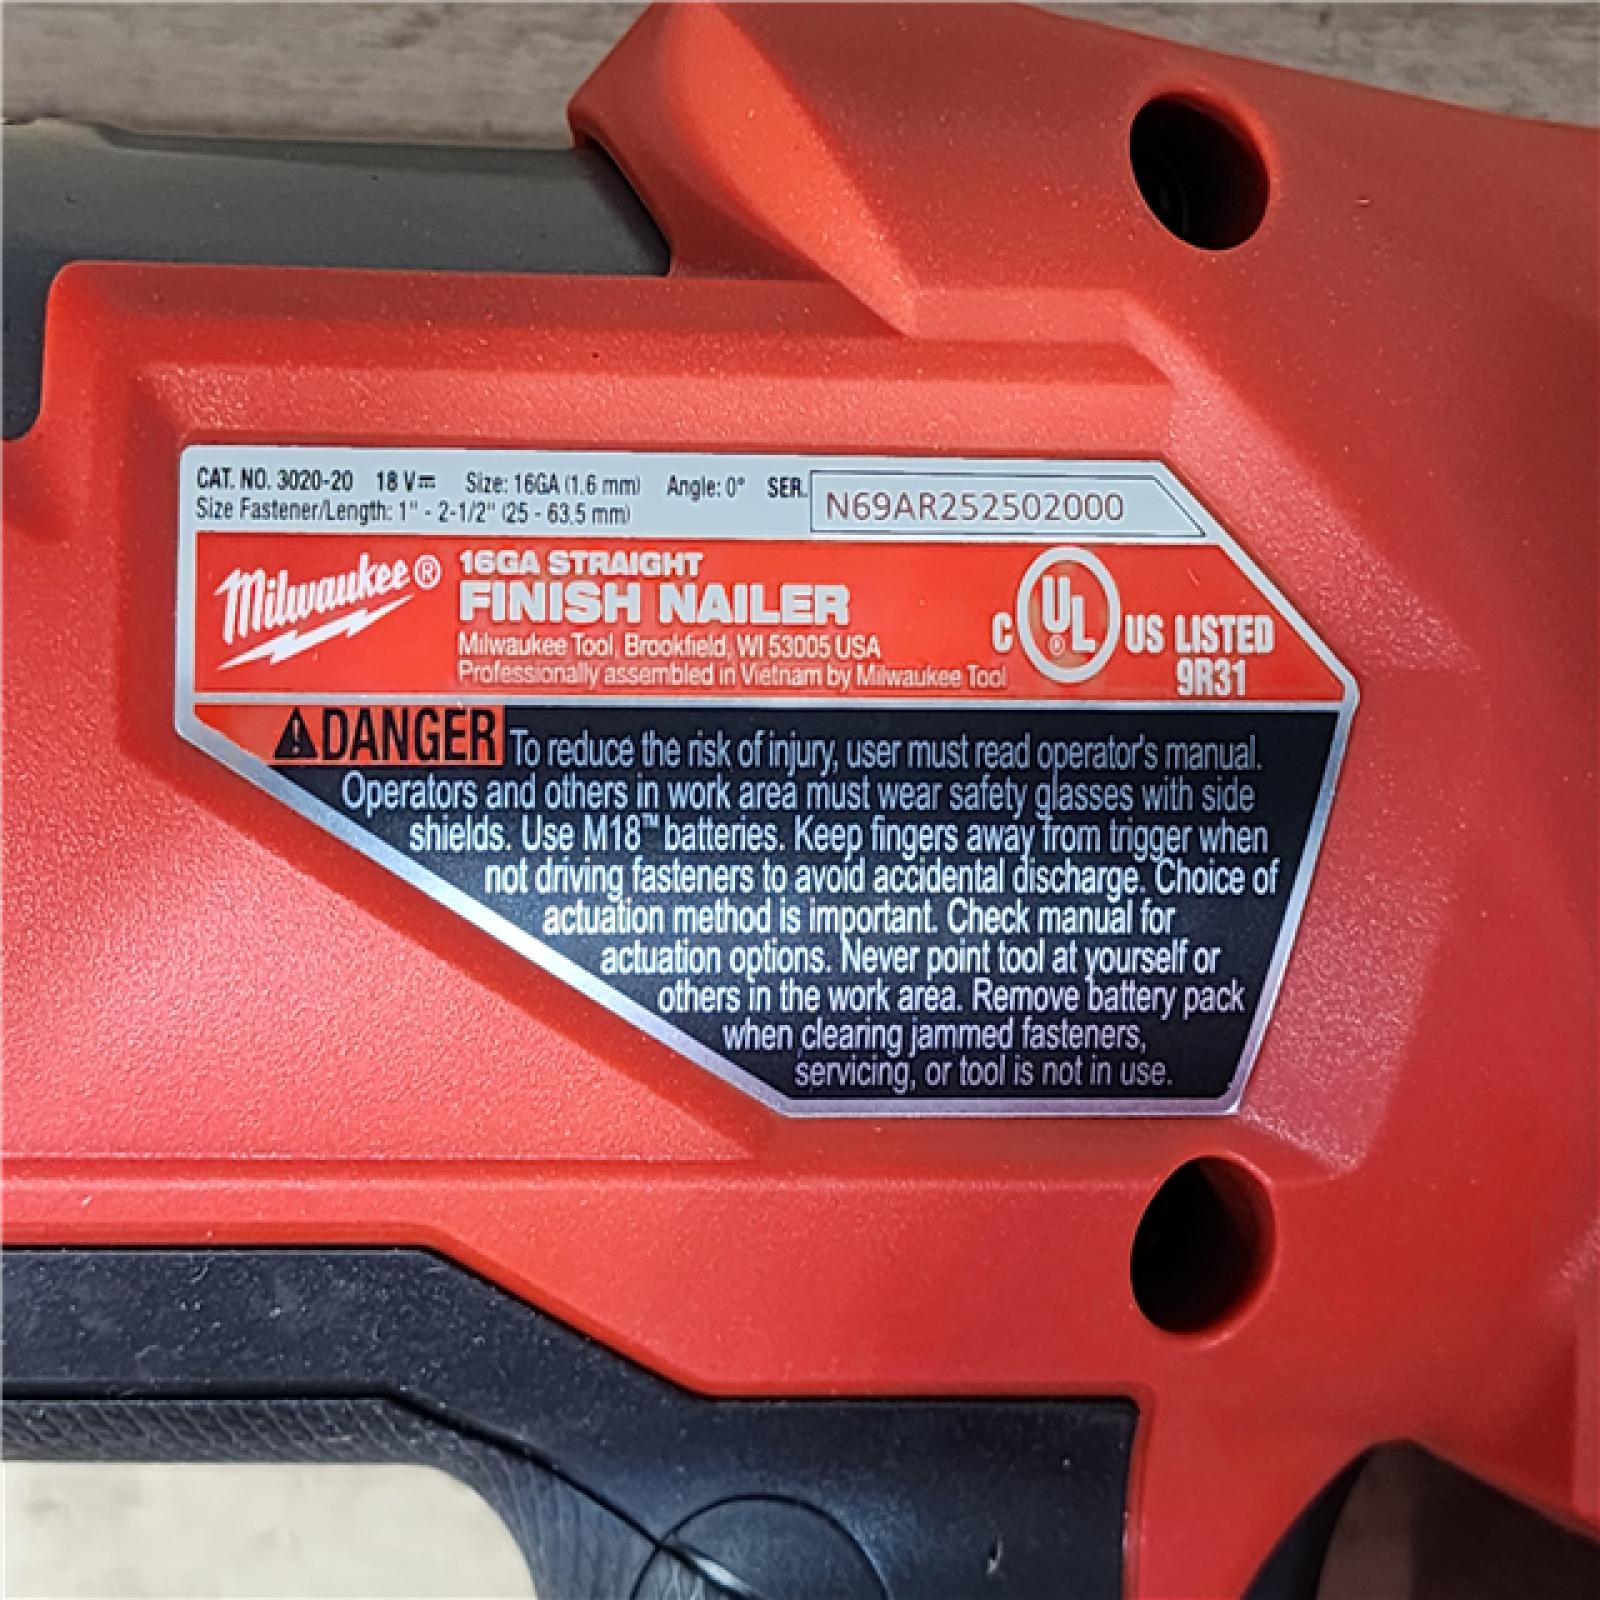 CAT. NO. 3020-20 18 V⎓ Size: 16GA (1.6 mm) Angle: 0° SER. N69AR252502000
Size Fastener/Length: 1" - 2-1/2" (25 - 63.5 mm)
Milwaukee®
16GA STRAIGHT
FINISH NAILER
Milwaukee Tool, Brookfield, WI 53005 USA
Professionally assembled in Vietnam by Milwaukee Tool
C UL® US LISTED
9R31
⚠DANGER To reduce the risk of injury, user must read operator's manual.
Operators and others in work area must wear safety glasses with side
shields. Use M18™ batteries. Keep fingers away from trigger when
not driving fasteners to avoid accidental discharge. Choice of
actuation method is important. Check manual for
actuation options. Never point tool at yourself or
others in the work area. Remove battery pack
when clearing jammed fasteners,
servicing, or tool is not in use.